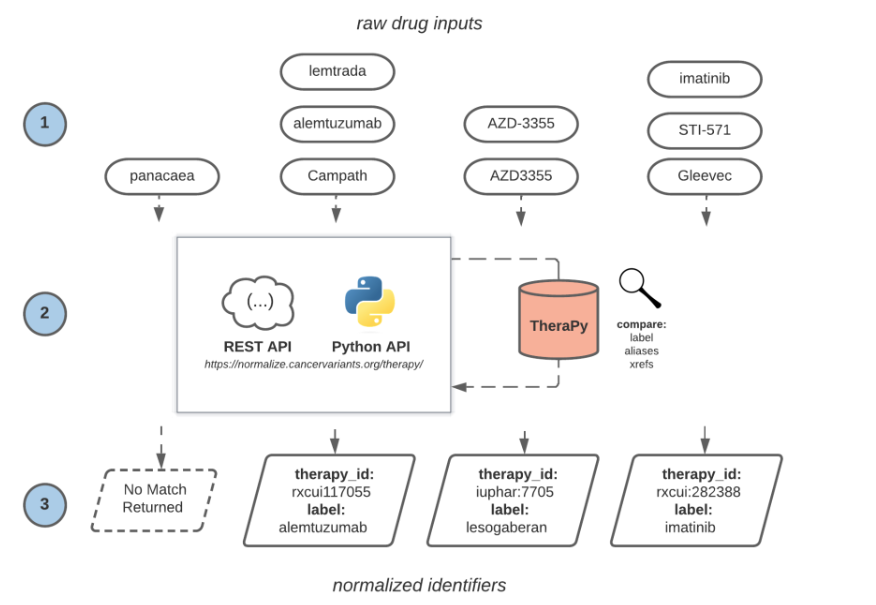 raw drug inputs
1
lemtrada
alemtuzumab
Campath
panacaea
AZD-3355
AZD3355
imatinib
STI-571
Gleevec
2
(...)
REST API
Python API
https://normalize.cancervariants.org/therapy/
TheraPy
compare:
label
aliases
xrefs
3
No Match
Returned
therapy_id:
rxcui117055
label:
alemtuzumab
therapy_id:
iuphar:7705
label:
lesogaberan
therapy_id:
rxcui:282388
label:
imatinib
normalized identifiers